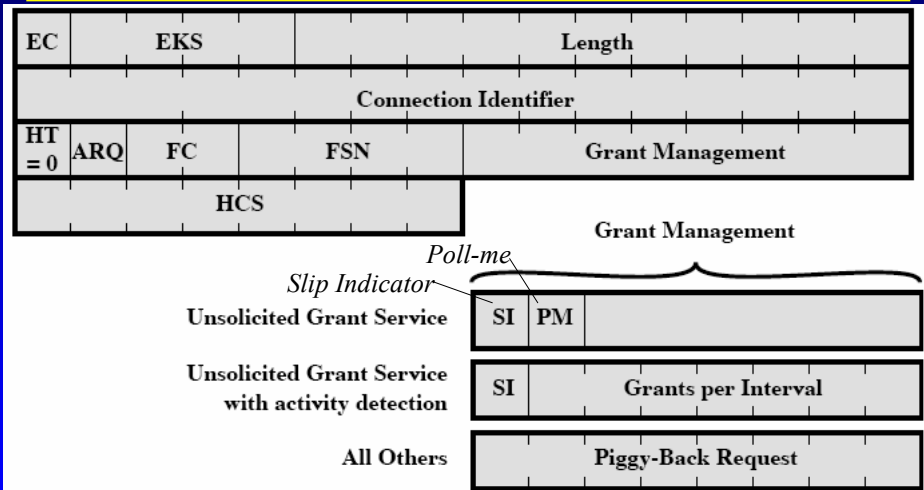 EC EKS Length
Connection Identifier
HT
= 0 ARQ FC FSN Grant Management
HCS
Grant Management
Poll-me
Slip Indicator
Unsolicited Grant Service SI PM
Unsolicited Grant Service
with activity detection SI Grants per Interval
All Others Piggy-Back Request